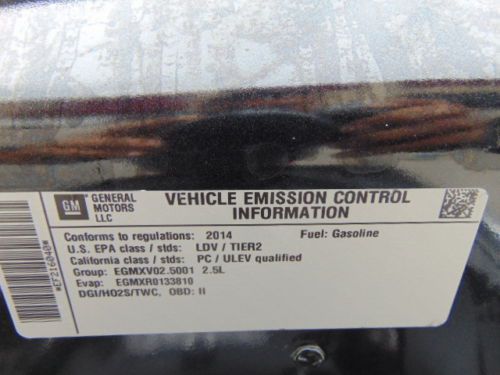 GM
GENERAL
MOTORS
LLC
VEHICLE EMISSION CONTROL
INFORMATION
Conforms to regulations: 2014 Fuel: Gasoline
U.S. EPA class / stds: LDV / TIER2
California class / stds: PC / ULEV qualified
Group: EGMXV02.5001 2.5L
Evap: EGMXR0133810
DGI/HO2S/TWC, OBD: II
*EF216040*